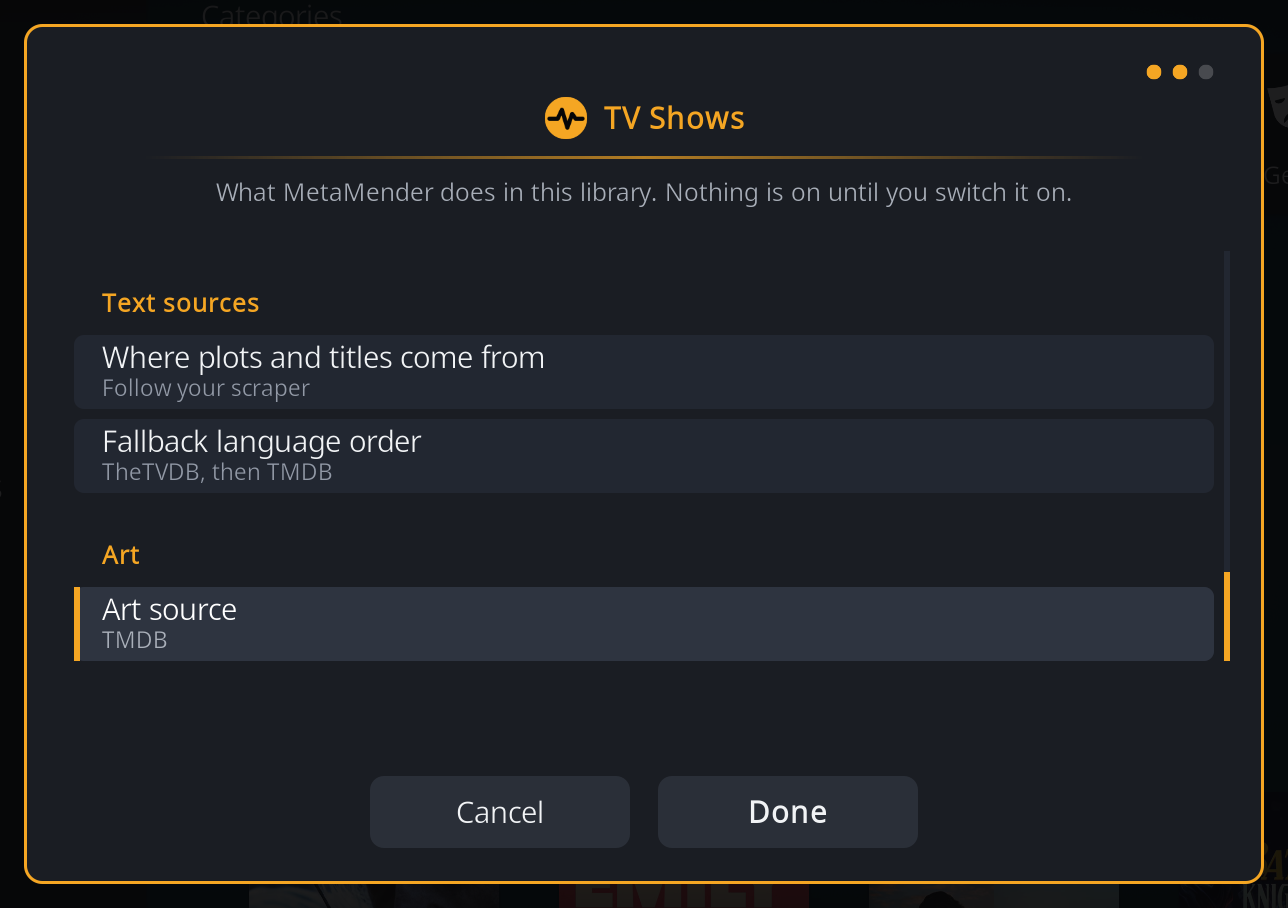 Categories
TV Shows
What MetaMender does in this library. Nothing is on until you switch it on.
Text sources
Where plots and titles come from
Follow your scraper
Fallback language order
TheTVDB, then TMDB
Art
Art source
TMDB
Cancel
Done